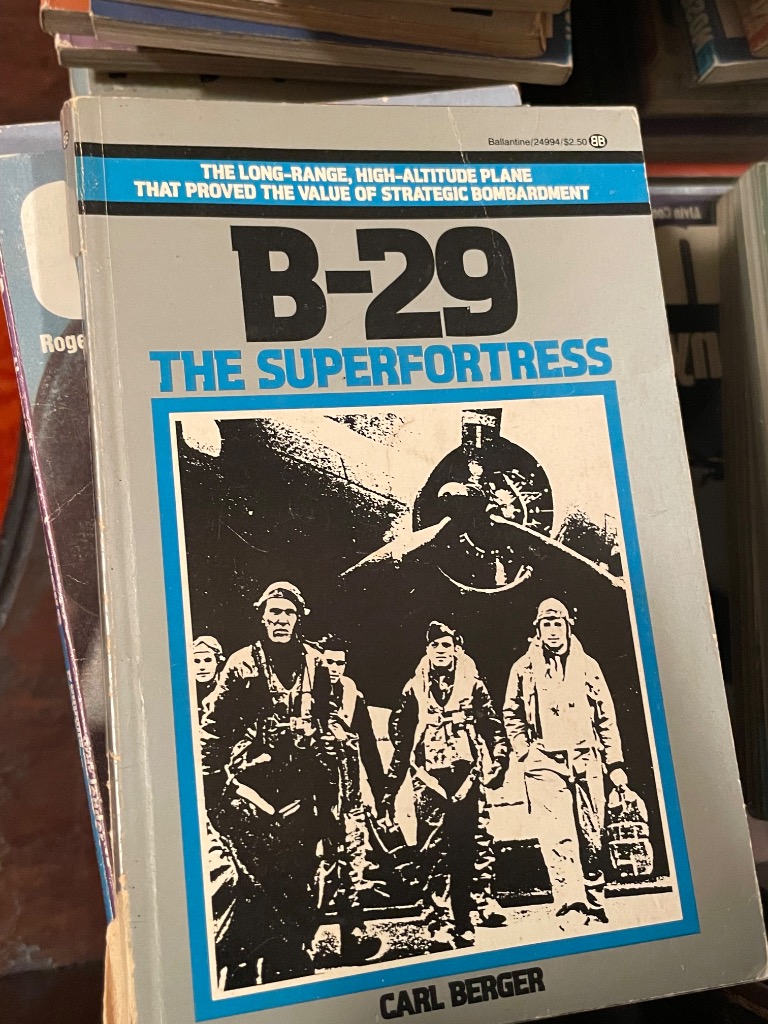 Ballantine/24994/$2.50 BB
THE LONG-RANGE, HIGH-ALTITUDE PLANE
THAT PROVED THE VALUE OF STRATEGIC BOMBARDMENT
B-29
THE SUPERFORTRESS
CARL BERGER
Roge